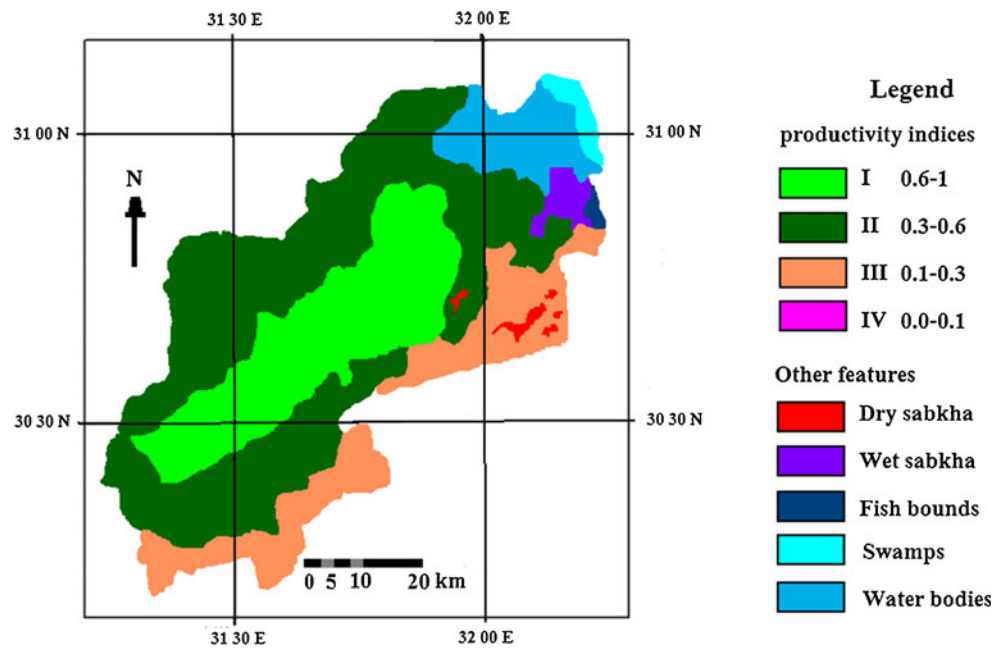 31 30 E
32 00 E
31 00 N
31 00 N
N
30 30 N
30 30 N
0 5 10 20 km
31 30 E
32 00 E
Legend
productivity indices
I 0.6-1
II 0.3-0.6
III 0.1-0.3
IV 0.0-0.1
Other features
Dry sabkha
Wet sabkha
Fish bounds
Swamps
Water bodies